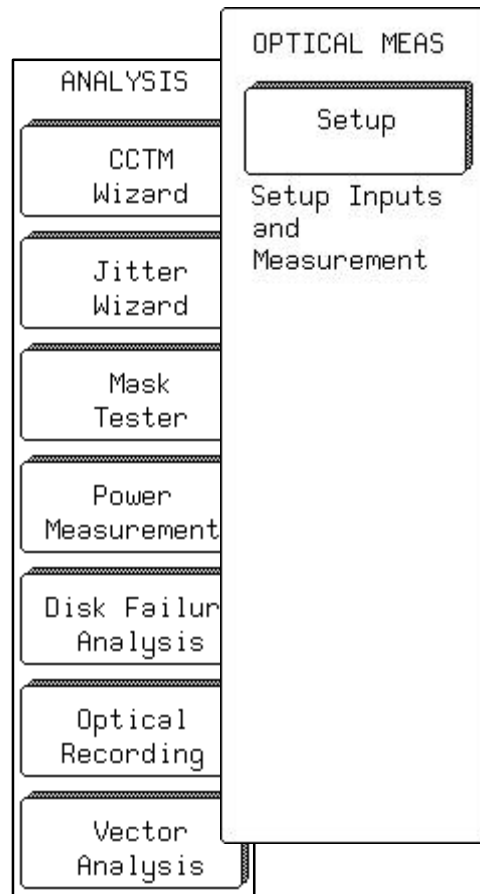 ANALYSIS
CCTM
Wizard
Jitter
Wizard
Mask
Tester
Power
Measurement
Disk Failur
Analysis
Optical
Recording
Vector
Analysis
OPTICAL MEAS
Setup
Setup Inputs
and
Measurement